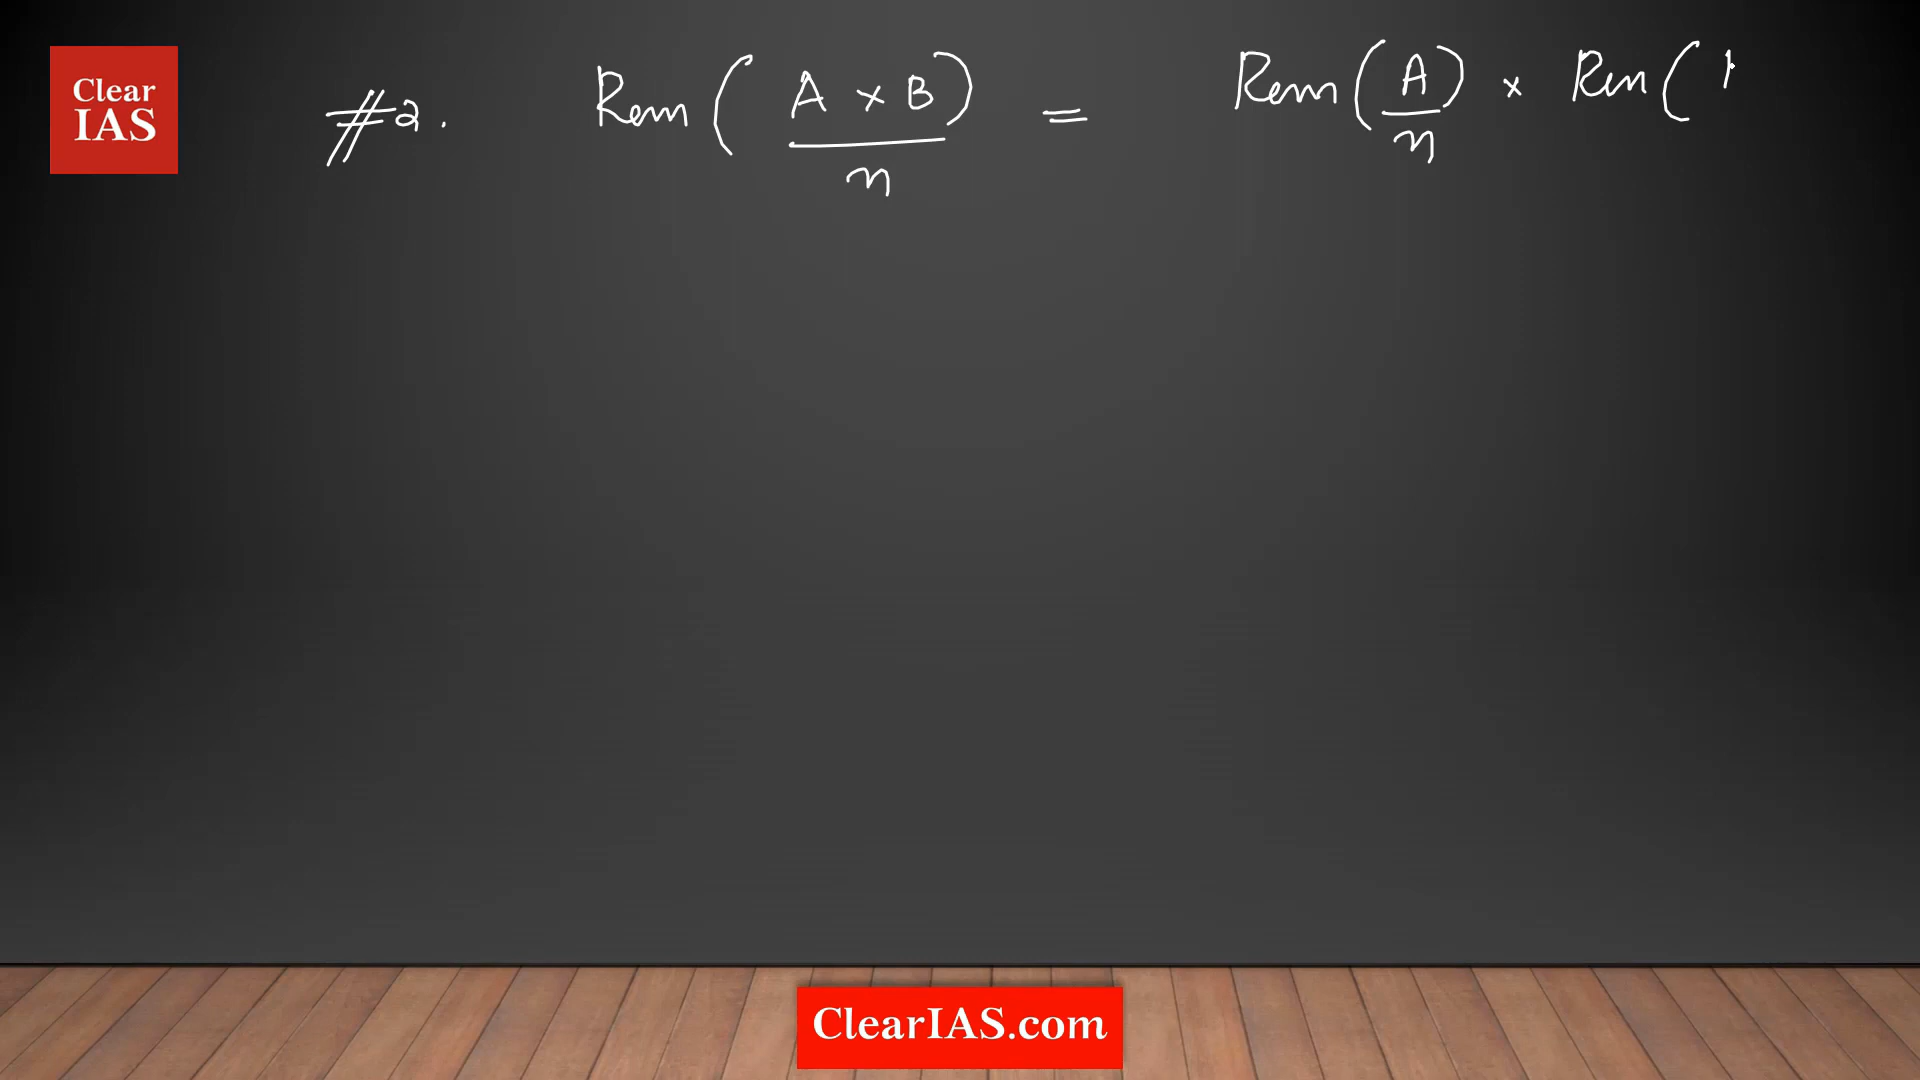 Clear
IAS
#2. Rem ( A × B / n ) = Rem ( A / n ) × Rem (
ClearIAS.com